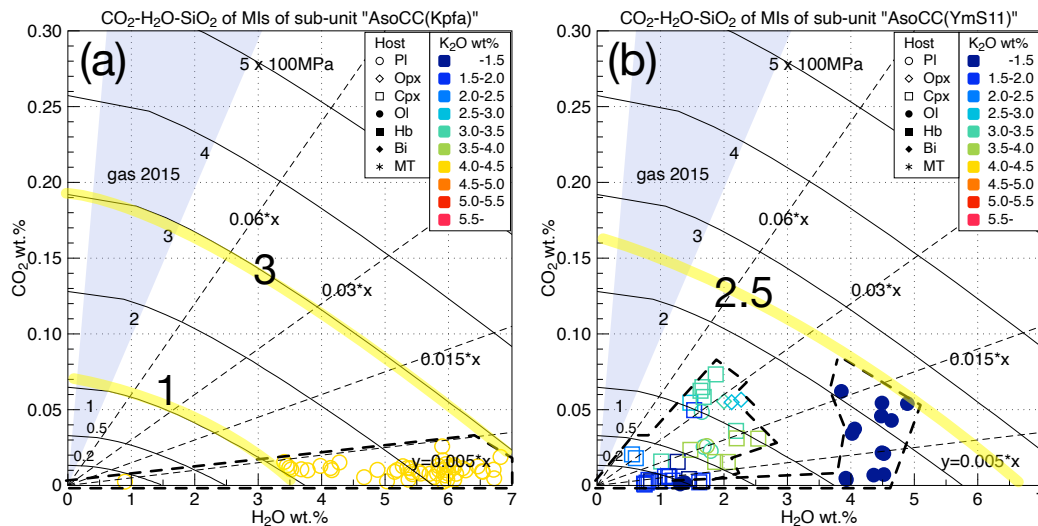 CO2-H2O-SiO2 of MIs of sub-unit "AsoCC(Kpfa)"
(a)
5 x 100MPa
Host
Pl
Opx
Cpx
Ol
Hb
Bi
MT
K2O wt%
-1.5
1.5-2.0
2.0-2.5
2.5-3.0
3.0-3.5
3.5-4.0
4.0-4.5
4.5-5.0
5.0-5.5
5.5-
4
gas 2015
0.06*x
3
3
0.03*x
2
1
0.015*x
1
0.5
0.2
y=0.005*x
0.30
0.25
0.20
0.15
0.10
0.05
0
CO2 wt.%
0
1
2
3
4
5
6
7
H2O wt.%
CO2-H2O-SiO2 of MIs of sub-unit "AsoCC(YmS11)"
(b)
5 x 100MPa
Host
Pl
Opx
Cpx
Ol
Hb
Bi
MT
K2O wt%
-1.5
1.5-2.0
2.0-2.5
2.5-3.0
3.0-3.5
3.5-4.0
4.0-4.5
4.5-5.0
5.0-5.5
5.5-
4
gas 2015
0.06*x
3
2.5
0.03*x
2
0.015*x
1
0.5
0.2
y=0.005*x
0.30
0.25
0.20
0.15
0.10
0.05
0
CO2 wt.%
0
1
2
3
4
5
6
7
H2O wt.%